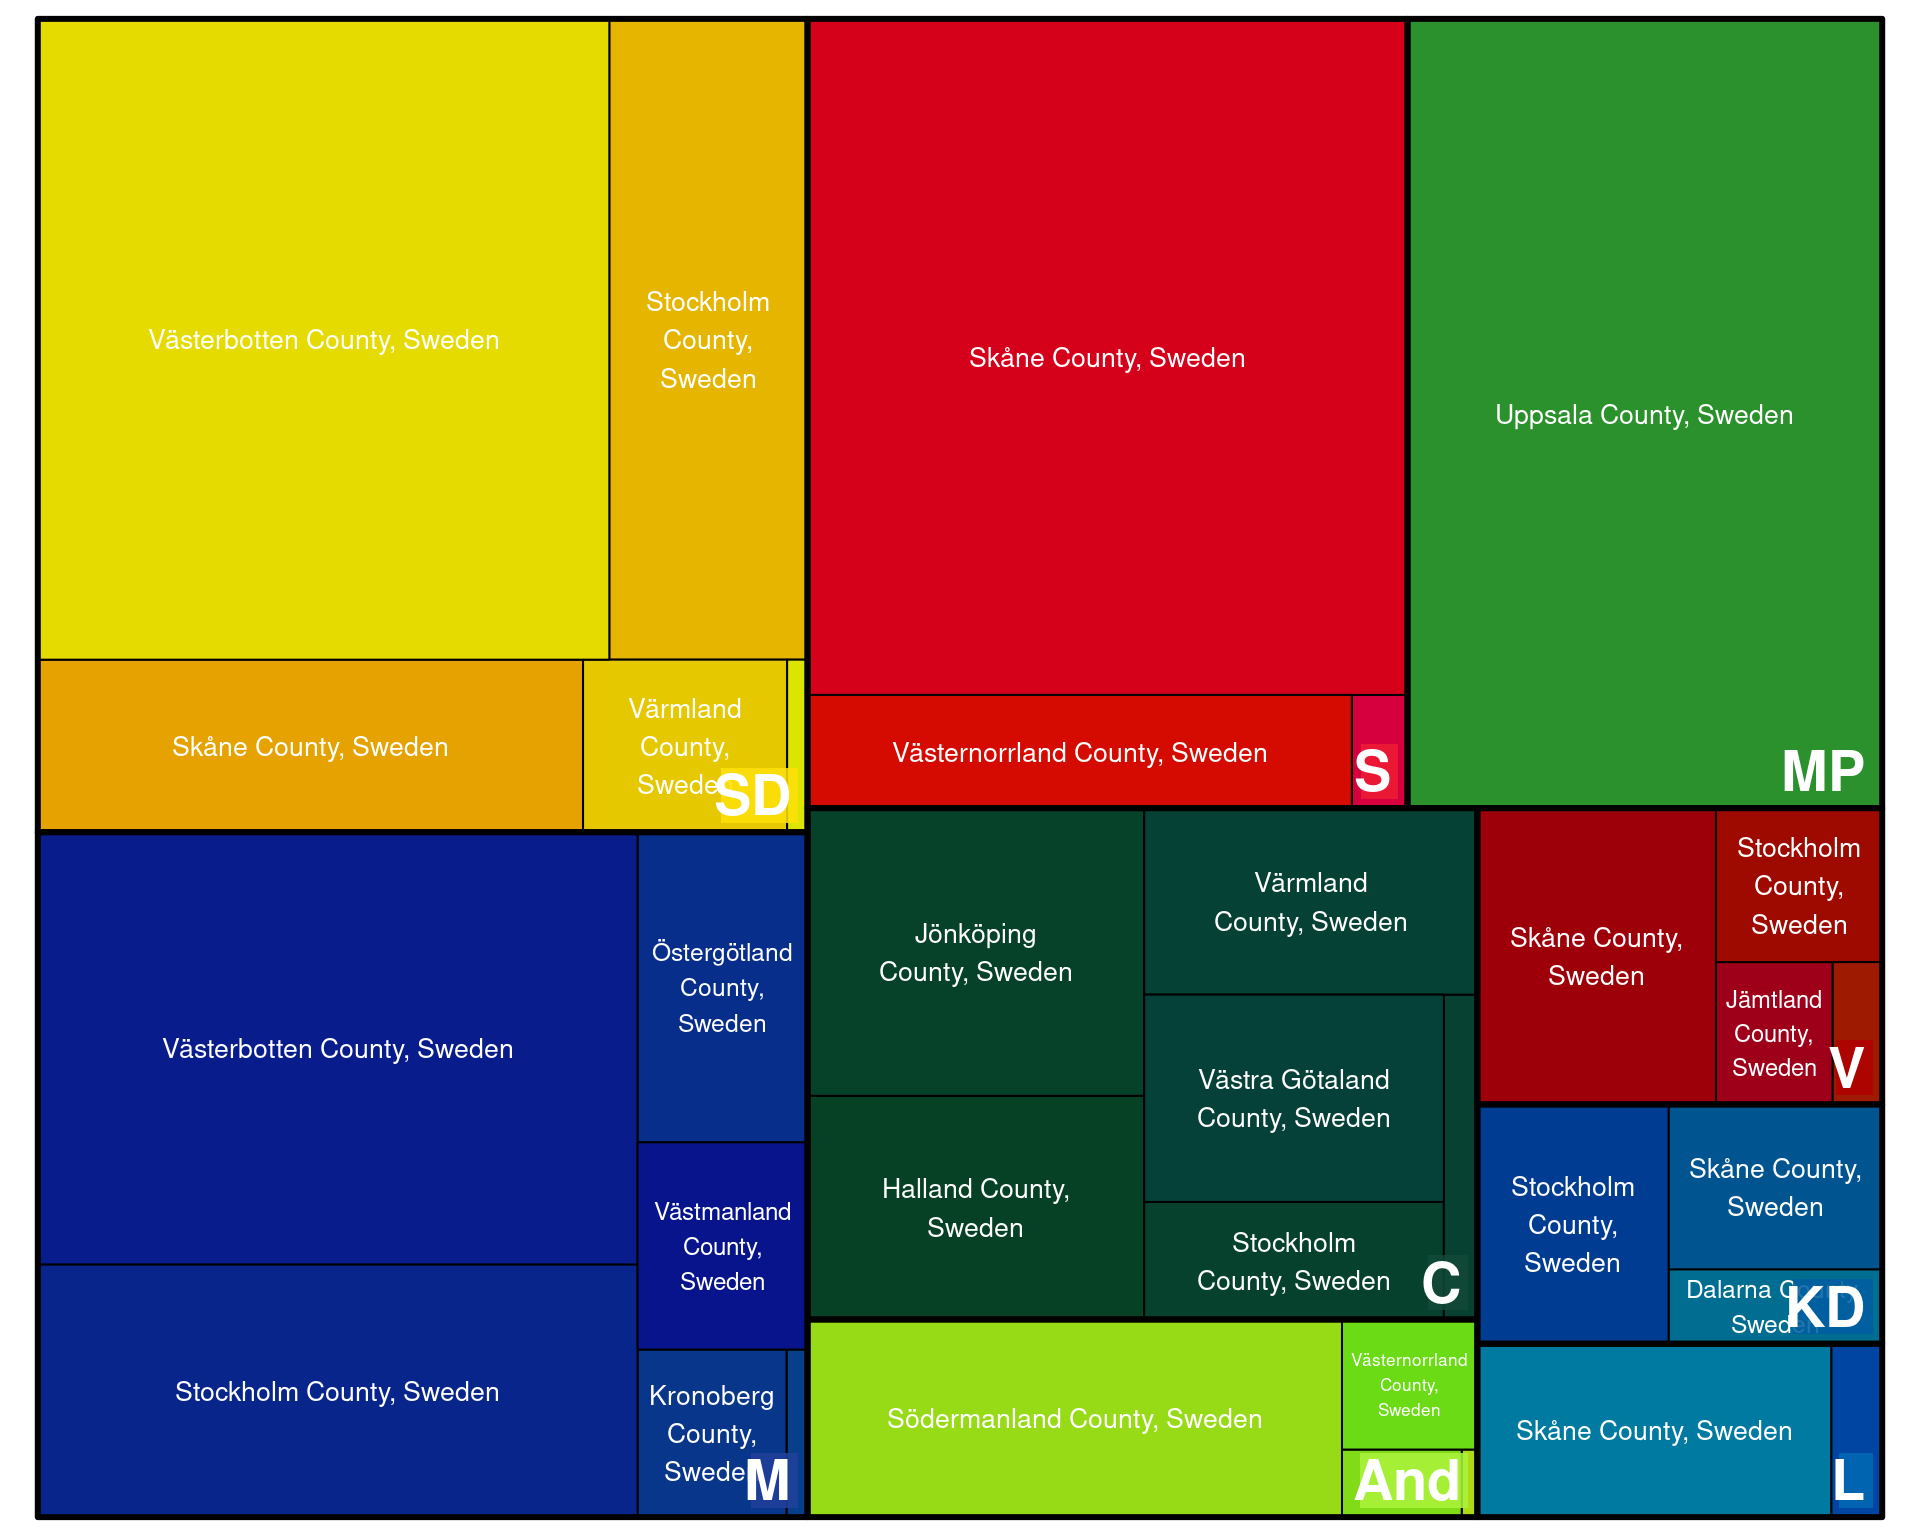 Västerbotten County, Sweden
Stockholm
County,
Sweden
Skåne County, Sweden
Värmland
County,
Sweden
SD
Skåne County, Sweden
Västernorrland County, Sweden
S
Uppsala County, Sweden
MP
Västerbotten County, Sweden
Stockholm County, Sweden
Östergötland
County,
Sweden
Västmanland
County,
Sweden
Kronoberg
County,
Sweden
M
Jönköping
County, Sweden
Halland County,
Sweden
Värmland
County, Sweden
Västra Götaland
County, Sweden
Stockholm
County, Sweden
C
Södermanland County, Sweden
Västernorrland
County,
Sweden
And
Skåne County,
Sweden
Stockholm
County,
Sweden
Jämtland
County,
Sweden
V
Stockholm
County,
Sweden
Skåne County,
Sweden
Dalarna County,
Sweden
KD
Skåne County, Sweden
L